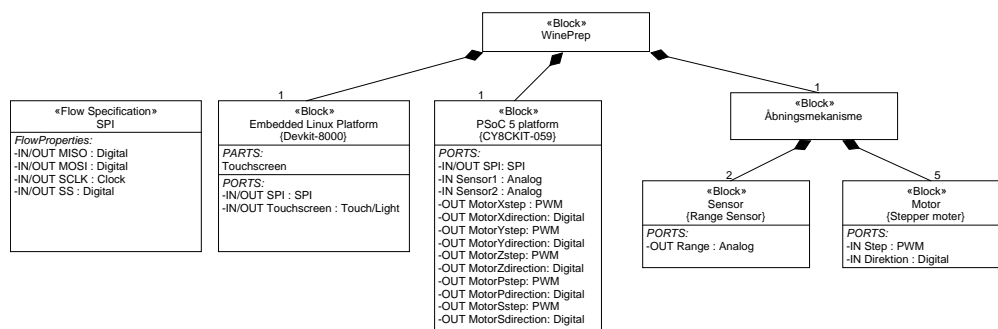 «Block»
WinePrep
1
1
1
«Flow Specification»
SPI
FlowProperties:
-IN/OUT MISO : Digital
-IN/OUT MOSI : Digital
-IN/OUT SCLK : Clock
-IN/OUT SS : Digital
«Block»
Embedded Linux Platform
{Devkit-8000}
PARTS:
Touchscreen
PORTS:
-IN/OUT SPI : SPI
-IN/OUT Touchscreen : Touch/Light
«Block»
PSoC 5 platform
{CY8CKIT-059}
PORTS:
-IN/OUT SPI: SPI
-IN Sensor1 : Analog
-IN Sensor2 : Analog
-OUT MotorXstep : PWM
-OUT MotorXdirection: Digital
-OUT MotorYstep: PWM
-OUT MotorYdirection: Digital
-OUT MotorZstep: PWM
-OUT MotorZdirection: Digital
-OUT MotorPstep: PWM
-OUT MotorPdirection: Digital
-OUT MotorSstep: PWM
-OUT MotorSdirection: Digital
«Block»
Åbningsmekanisme
2
5
«Block»
Sensor
{Range Sensor}
PORTS:
-OUT Range : Analog
«Block»
Motor
{Stepper moter}
PORTS:
-IN Step : PWM
-IN Direktion : Digital